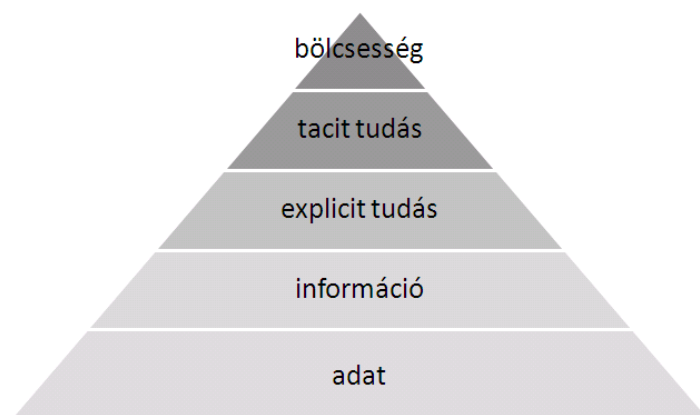 bölcsesség
tacit tudás
explicit tudás
információ
adat